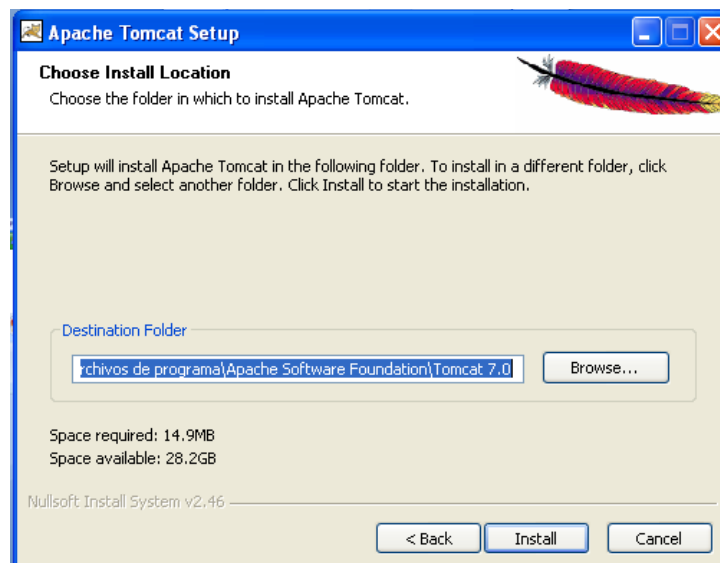 Apache Tomcat Setup
Choose Install Location
Choose the folder in which to install Apache Tomcat.
Setup will install Apache Tomcat in the following folder. To install in a different folder, click
Browse and select another folder. Click Install to start the installation.
Destination Folder
rchivos de programa\Apache Software Foundation\Tomcat 7.0
Browse...
Space required: 14.9MB
Space available: 28.2GB
Nullsoft Install System v2.46
< Back
Install
Cancel